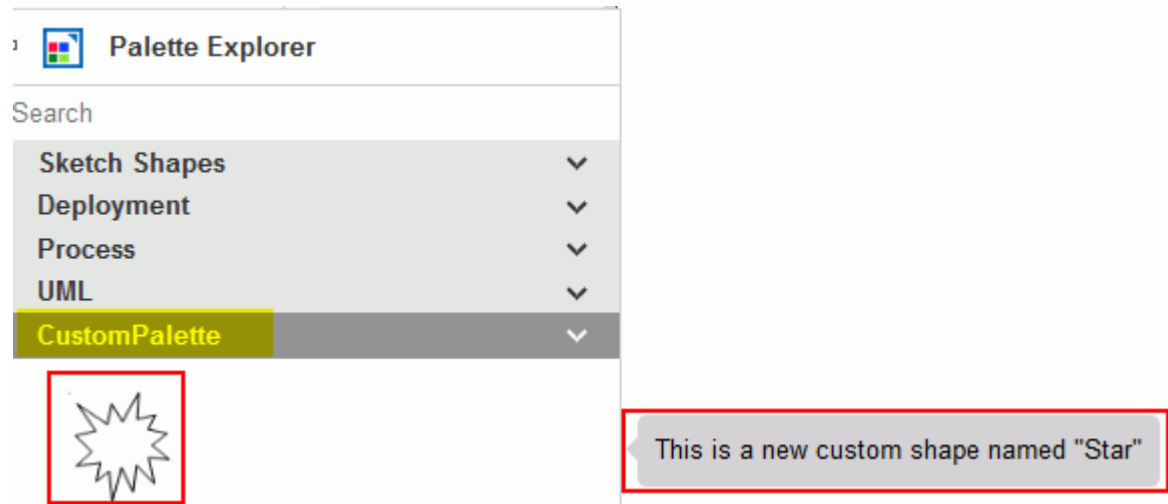 Palette Explorer
Search
Sketch Shapes
Deployment
Process
UML
CustomPalette
This is a new custom shape named "Star"